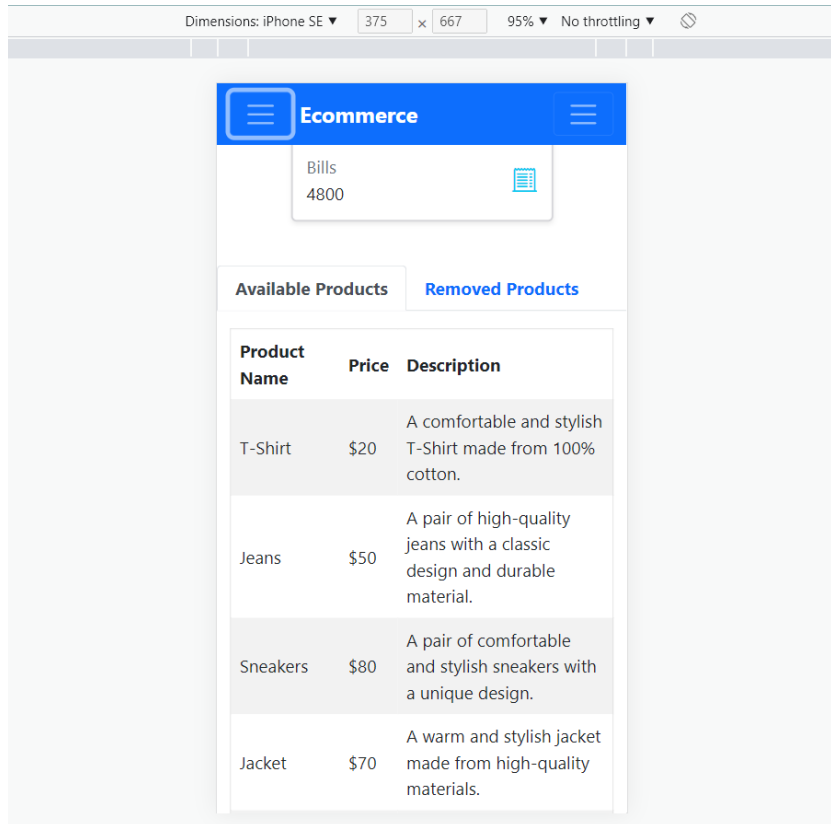 Dimensions: iPhone SE ▼ 375 × 667 95% ▼ No throttling ▼
Ecommerce
Bills
4800
Available Products Removed Products
Product Name Price Description
T-Shirt $20 A comfortable and stylish
T-Shirt made from 100%
cotton.
Jeans $50 A pair of high-quality
jeans with a classic
design and durable
material.
Sneakers $80 A pair of comfortable
and stylish sneakers with
a unique design.
Jacket $70 A warm and stylish jacket
made from high-quality
materials.